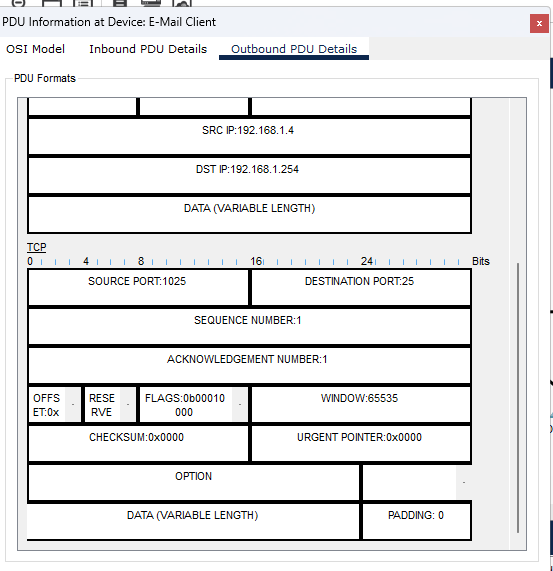 PDU Information at Device: E-Mail Client
x
OSI Model Inbound PDU Details Outbound PDU Details
PDU Formats
SRC IP:192.168.1.4
DST IP:192.168.1.254
DATA (VARIABLE LENGTH)
TCP
0 4 8 16 24 Bits
SOURCE PORT:1025 DESTINATION PORT:25
SEQUENCE NUMBER:1
ACKNOWLEDGEMENT NUMBER:1
OFFS RESE FLAGS:0b00010 WINDOW:65535
ET:0x RVE 000
CHECKSUM:0x0000 URGENT POINTER:0x0000
OPTION
DATA (VARIABLE LENGTH) PADDING: 0